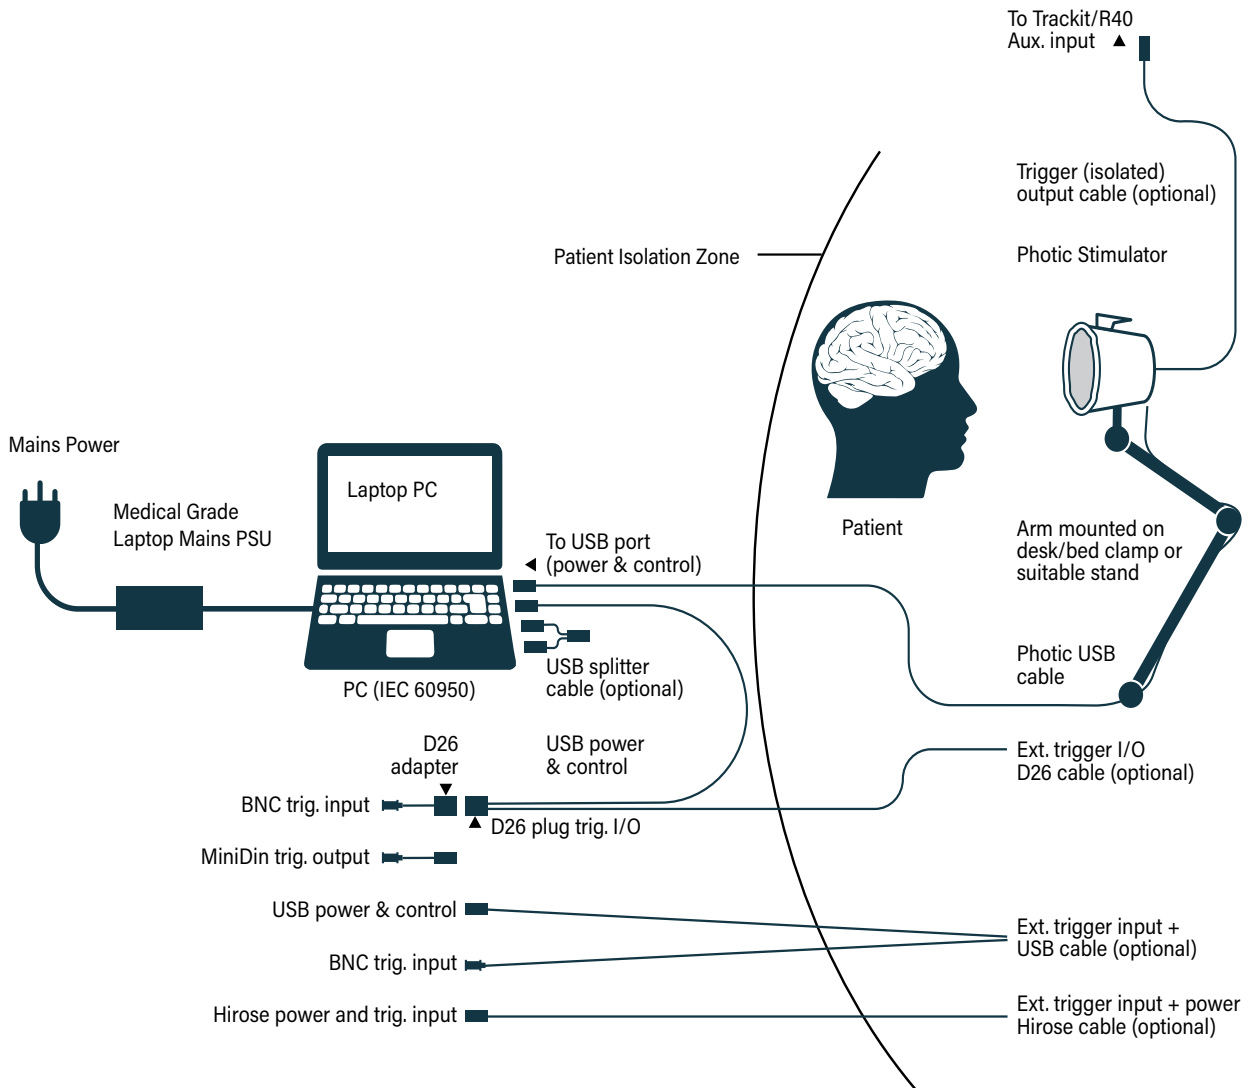 To Trackit/R40
Aux. input
Trigger (isolated)
output cable (optional)
Patient Isolation Zone
Photic Stimulator
Mains Power
Medical Grade
Laptop Mains PSU
Laptop PC
To USB port
(power & control)
Patient
Arm mounted on
desk/bed clamp or
suitable stand
USB splitter
cable (optional)
PC (IEC 60950)
Photic USB
cable
D26
adapter
USB power
& control
Ext. trigger I/O
D26 cable (optional)
BNC trig. input
D26 plug trig. I/O
MiniDin trig. output
USB power & control
BNC trig. input
Ext. trigger input +
USB cable (optional)
Hirose power and trig. input
Ext. trigger input + power
Hirose cable (optional)